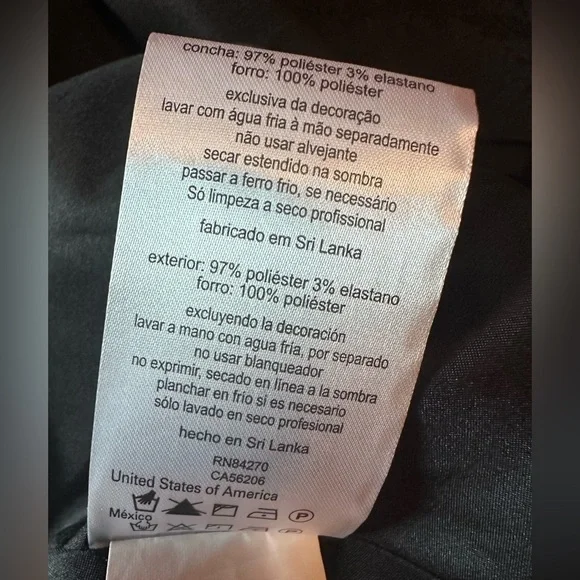 concha: 97% poliéster 3% elastano
forro: 100% poliéster
exclusiva da decoração
lavar com água fria à mão separadamente
não usar alvejante
secar estendido na sombra
passar a ferro frio, se necessário
Só limpeza a seco profissional
fabricado em Sri Lanka
exterior: 97% poliéster 3% elastano
forro: 100% poliéster
excluyendo la decoración
lavar a mano con agua fria, por separado
no usar blanqueador
no exprimir, secado en línea a la sombra
planchar en frío si es necesario
sólo lavado en seco profesional
hecho en Sri Lanka
RN84270
CA56206
United States of America
P
México